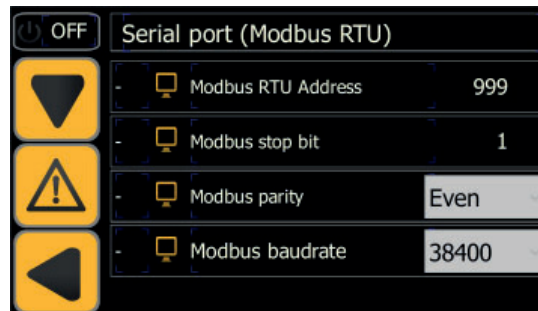 OFF Serial port (Modbus RTU)
- Modbus RTU Address 999
- Modbus stop bit 1
- Modbus parity Even
- Modbus baudrate 38400